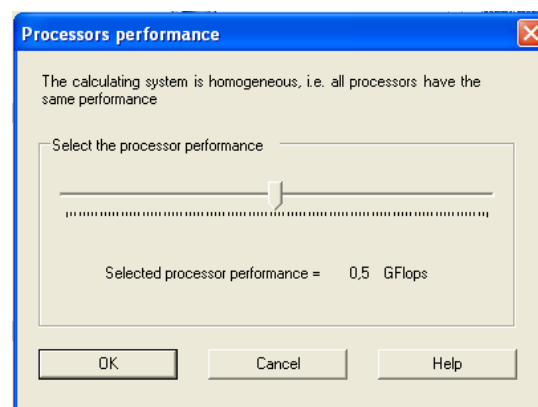 Processors performance
The calculating system is homogeneous, i.e. all processors have the
same performance
Select the processor performance
Selected processor performance = 0,5 GFlops
OK Cancel Help